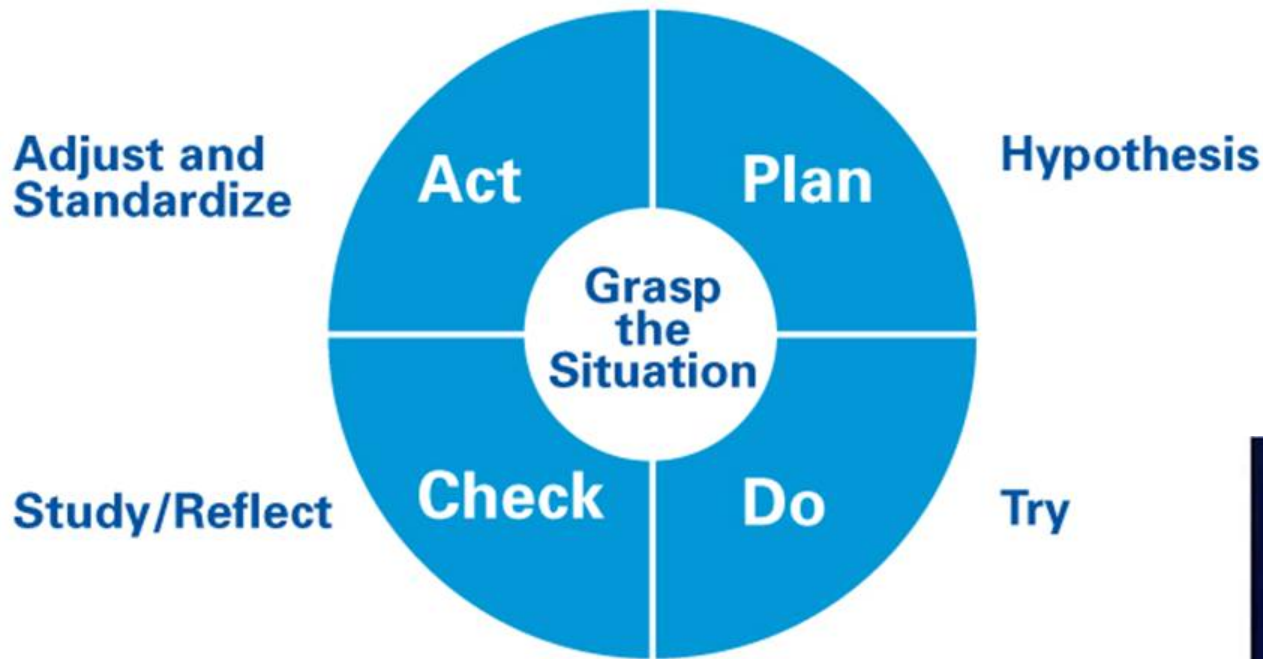 Adjust and
Standardize
Act
Plan
Hypothesis
Grasp
the
Situation
Study/Reflect
Check
Do
Try